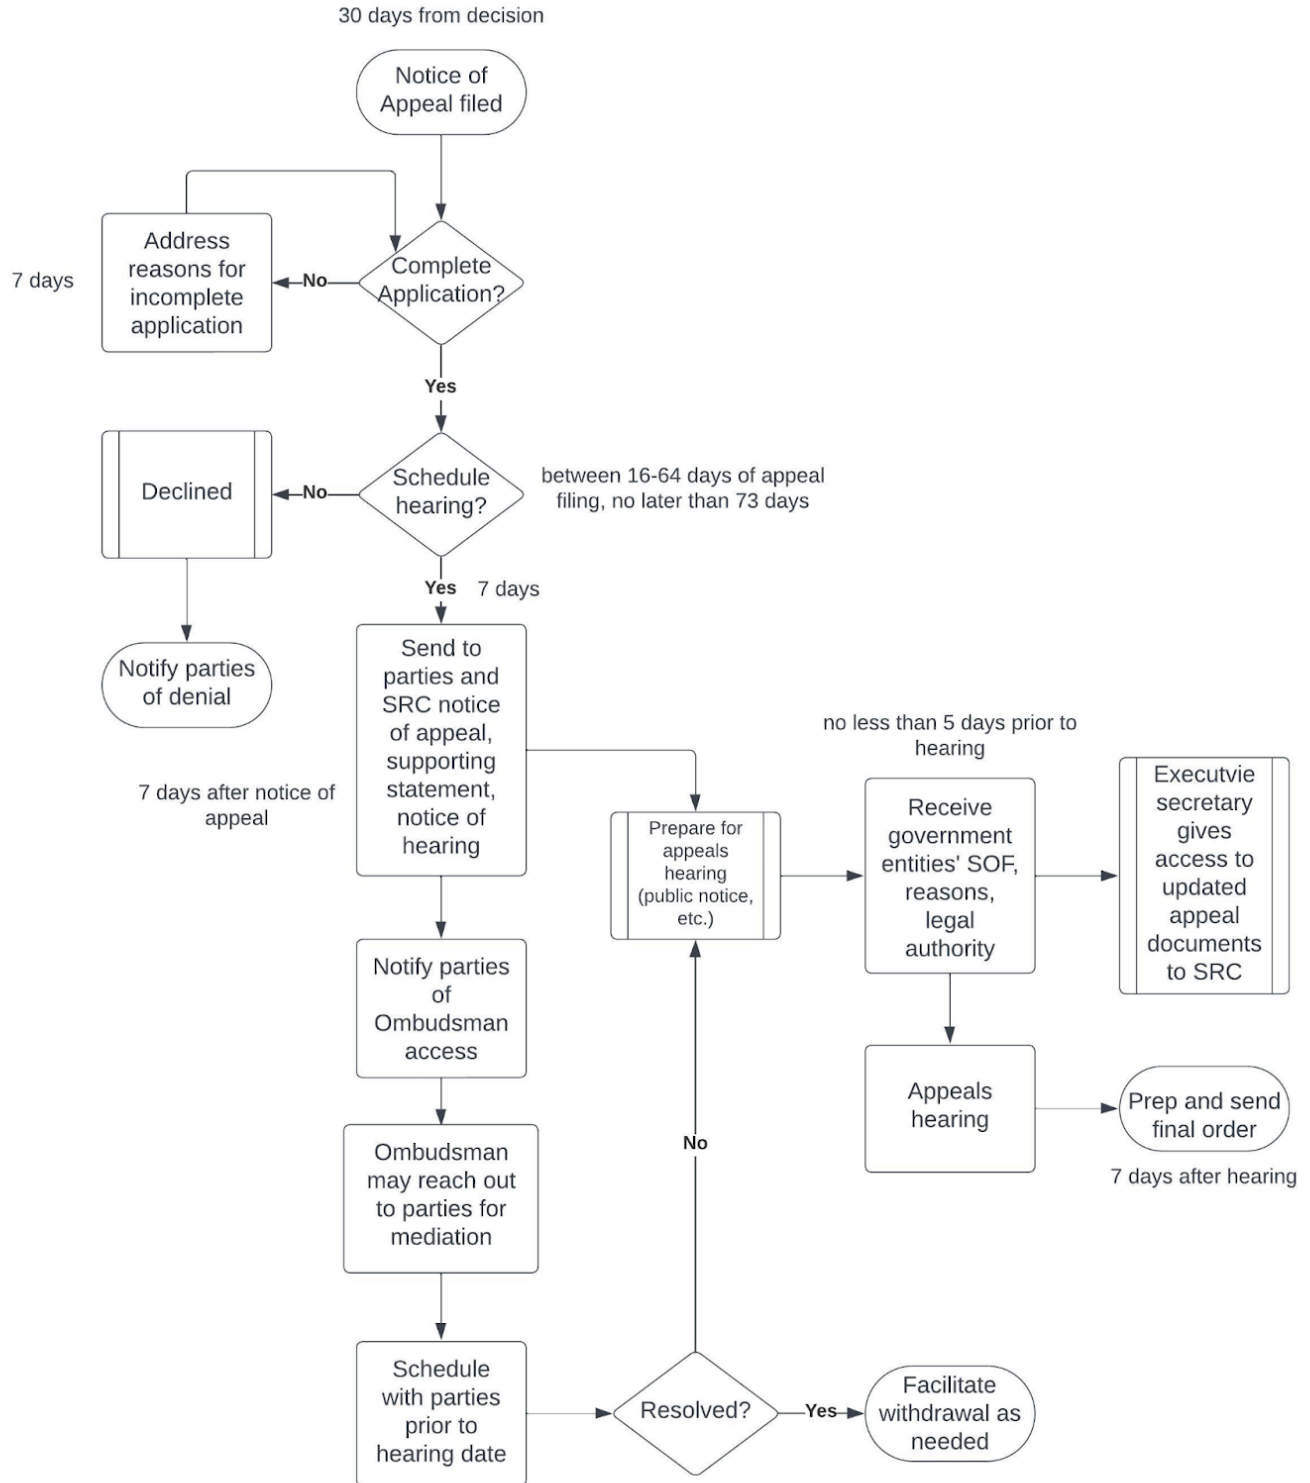 30 days from decision
Notice of
Appeal filed
Address
reasons for
incomplete
application
7 days
No
Complete
Application?
Yes
Declined
No
Schedule
hearing?
between 16-64 days of appeal
filing, no later than 73 days
Yes
7 days
Notify parties
of denial
Send to
parties and
SRC notice
of appeal,
supporting
statement,
notice of
hearing
7 days after notice of
appeal
Prepare for
appeals
hearing
(public notice,
etc.)
no less than 5 days prior to
hearing
Receive
government
entities' SOF,
reasons,
legal
authority
Executvie
secretary
gives
access to
updated
appeal
documents
to SRC
Notify parties
of
Ombudsman
access
Appeals
hearing
Prep and send
final order
7 days after hearing
Ombudsman
may reach out
to parties for
mediation
No
Schedule
with parties
prior to
hearing date
Resolved?
Yes
Facilitate
withdrawal as
needed